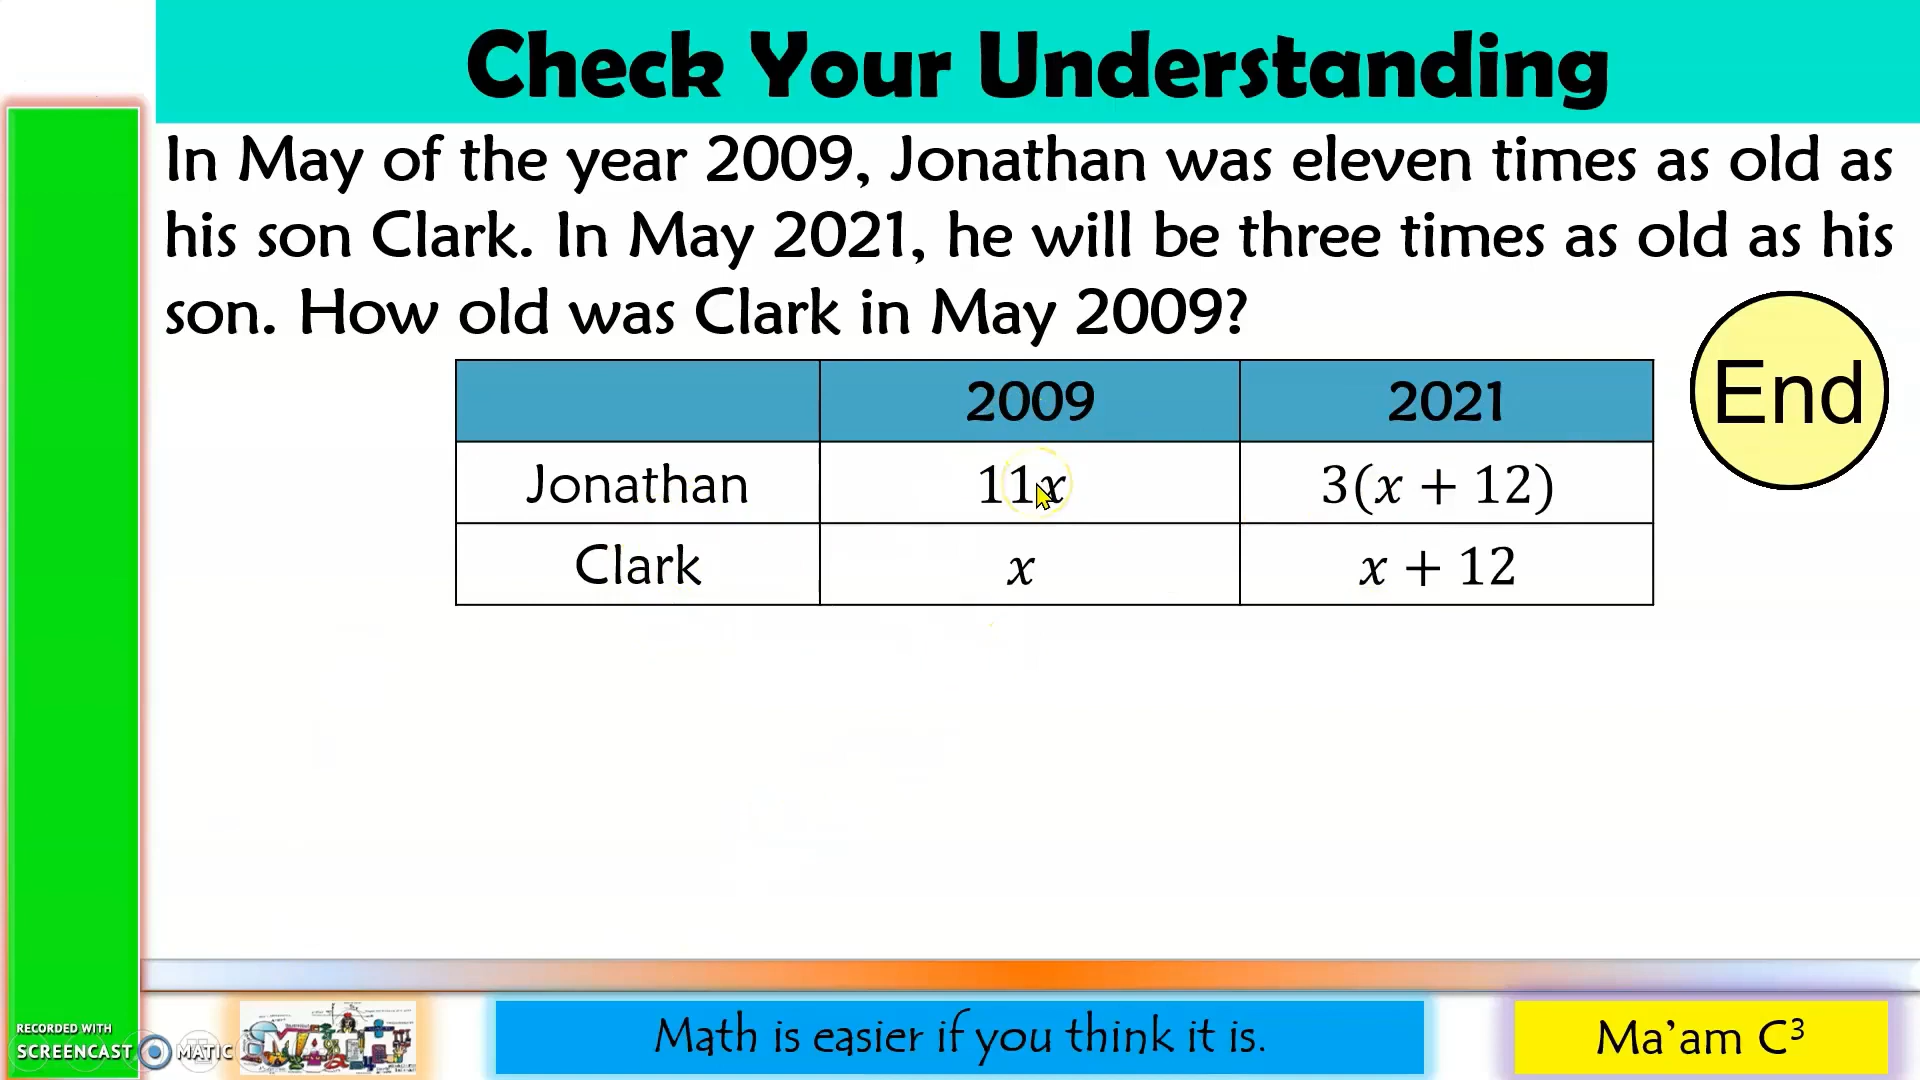 Check Your Understanding
In May of the year 2009, Jonathan was eleven times as old as
his son Clark. In May 2021, he will be three times as old as his
son. How old was Clark in May 2009?
End
2009 2021
Jonathan 11x 3(x + 12)
Clark x x + 12
RECORDED WITH
SCREENCAST MATIC
MATH
Math is easier if you think it is.
Ma'am C³